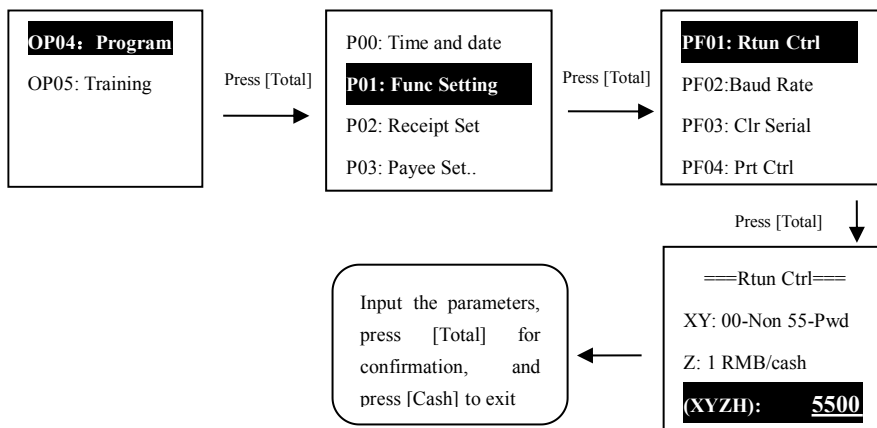 OP04: Program
OP05: Training
Press [Total]
P00: Time and date
P01: Func Setting
P02: Receipt Set
P03: Payee Set..
Press [Total]
PF01: Rtun Ctrl
PF02:Baud Rate
PF03: Clr Serial
PF04: Prt Ctrl
Press [Total]
===Rtun Ctrl===
XY: 00-Non 55-Pwd
Z: 1 RMB/cash
(XYZH): 5500
Input the parameters,
press [Total] for
confirmation, and
press [Cash] to exit